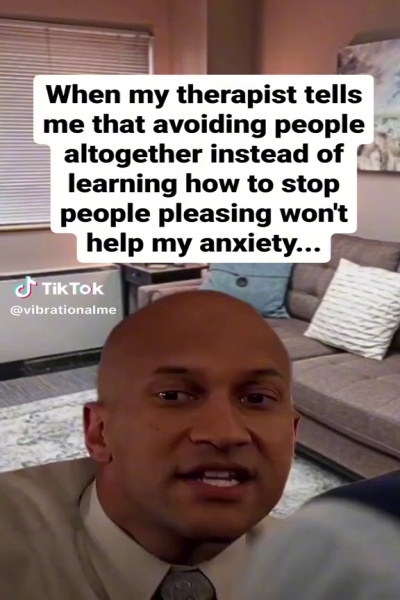 When my therapist tells
me that avoiding people
altogether instead of
learning how to stop
people pleasing won't
help my anxiety...
TikTok
@vibrationalme